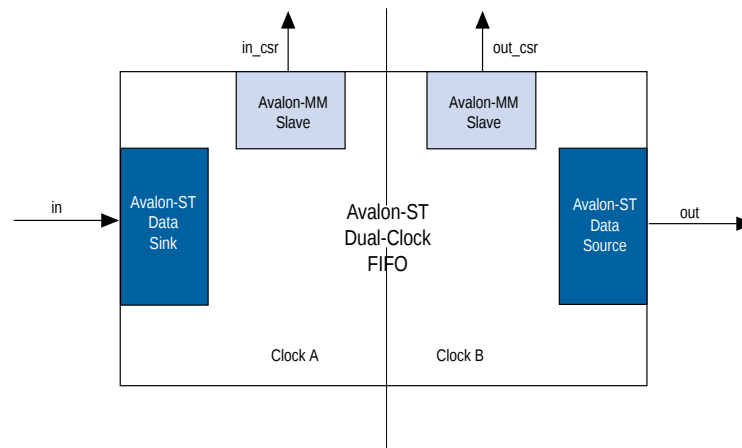 in_csr
out_csr
Avalon-MM
Slave
Avalon-MM
Slave
in
Avalon-ST
Data
Sink
Avalon-ST
Dual-Clock
FIFO
Avalon-ST
Data
Source
out
Clock A
Clock B